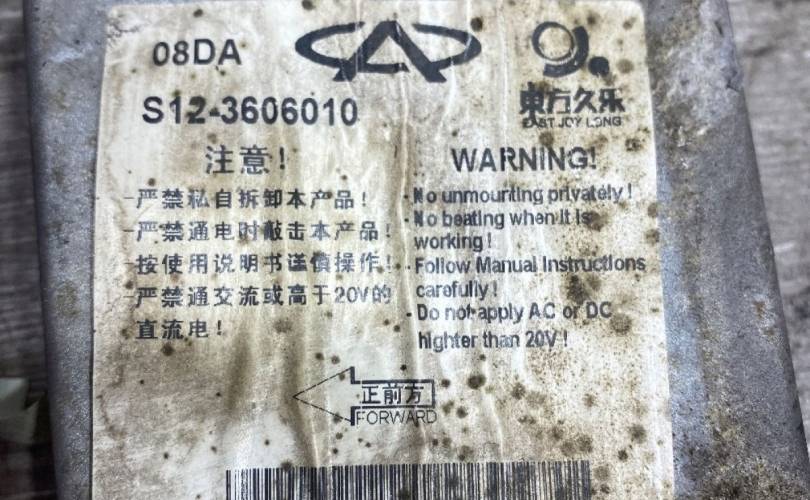 08DA
S12-3606010
東方久乐
EAST JOY LONG
注意！
-严禁私自拆卸本产品！
-严禁通电时敲击本产品！
-按使用说明书谨慎操作！
-严禁通交流或高于20V的
直流电！
WARNING!
-No unmounting privately!
-No beating when it is
working!
-Follow Manual Instructions
carefully!
-Do not apply AC or DC
highter than 20V!
正前方
FORWARD